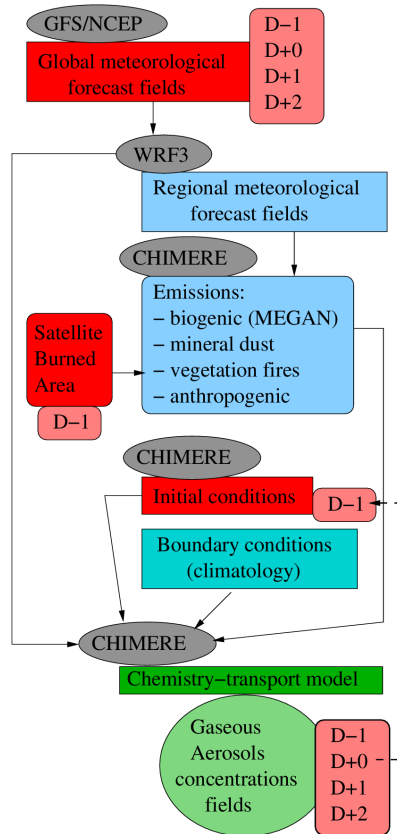 GFS/NCEP
Global meteorological
forecast fields
D−1
D+0
D+1
D+2
WRF3
Regional meteorological
forecast fields
CHIMERE
Emissions:
− biogenic (MEGAN)
− mineral dust
− vegetation fires
− anthropogenic
Satellite
Burned
Area
D−1
CHIMERE
Initial conditions
D−1
Boundary conditions
(climatology)
CHIMERE
Chemistry−transport model
Gaseous
Aerosols
concentrations
fields
D−1
D+0
D+1
D+2